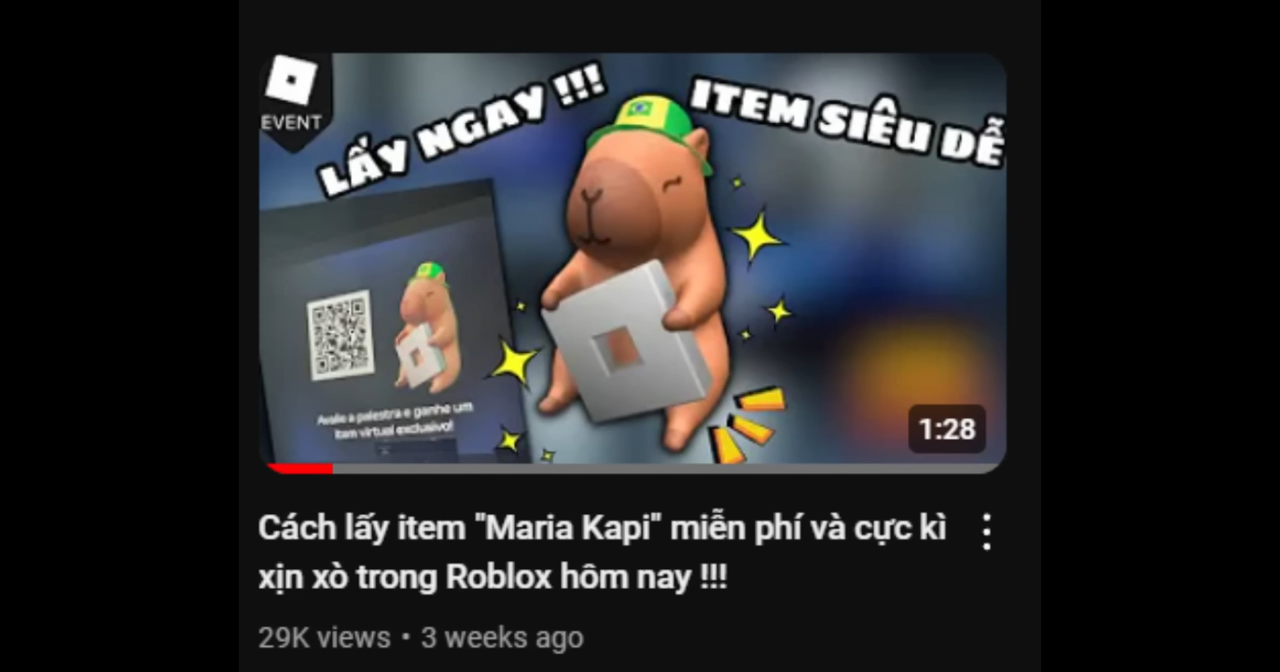 EVENT
LẤY NGAY !!!
ITEM SIÊU DỄ
Avalie a palestra e ganhe um
item virtual exclusivo!
1:28
Cách lấy item "Maria Kapi" miễn phí và cực kì
xịn xò trong Roblox hôm nay !!!
29K views • 3 weeks ago